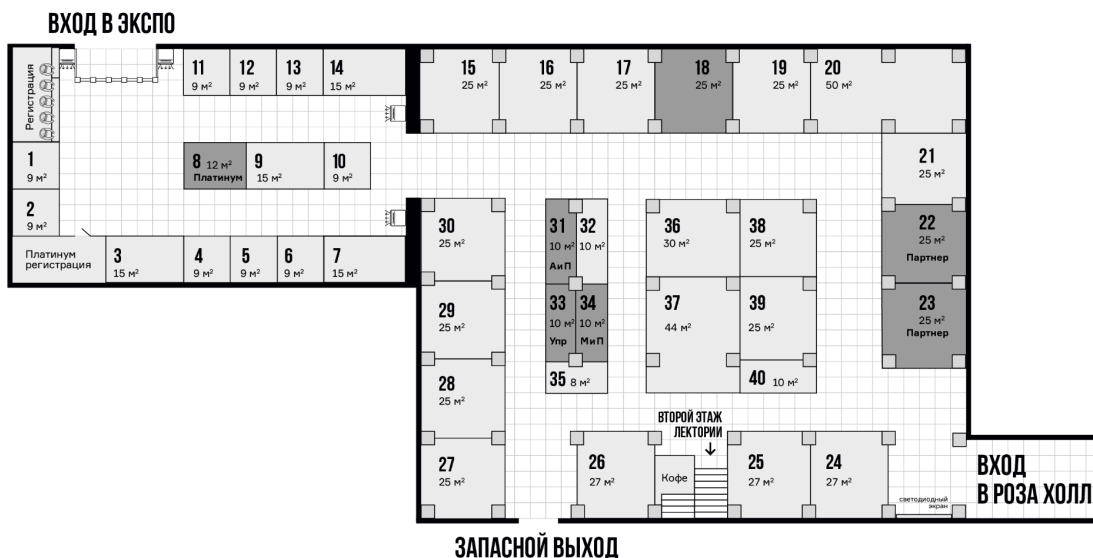 ВХОД В ЭКСПО
Регистрация
11
9 м²
12
9 м²
13
9 м²
14
15 м²
15
25 м²
16
25 м²
17
25 м²
18
25 м²
19
25 м²
20
50 м²
1
9 м²
2
9 м²
8 12 м²
Платинум
9
15 м²
10
9 м²
21
25 м²
22
25 м²
Партнер
23
25 м²
Партнер
Платинум
регистрация
3
15 м²
4
9 м²
5
9 м²
6
9 м²
7
15 м²
30
25 м²
29
25 м²
28
25 м²
27
25 м²
31
10 м²
АиП
32
10 м²
33
10 м²
Упр
34
10 м²
МиП
35 8 м²
36
30 м²
38
25 м²
37
44 м²
39
25 м²
40 10 м²
ВТОРОЙ ЭТАЖ
ЛЕКТОРИИ
26
27 м²
Кофе
25
27 м²
24
27 м²
светодиодный
экран
ВХОД
В РОЗА ХОЛЛ
ЗАПАСНОЙ ВЫХОД